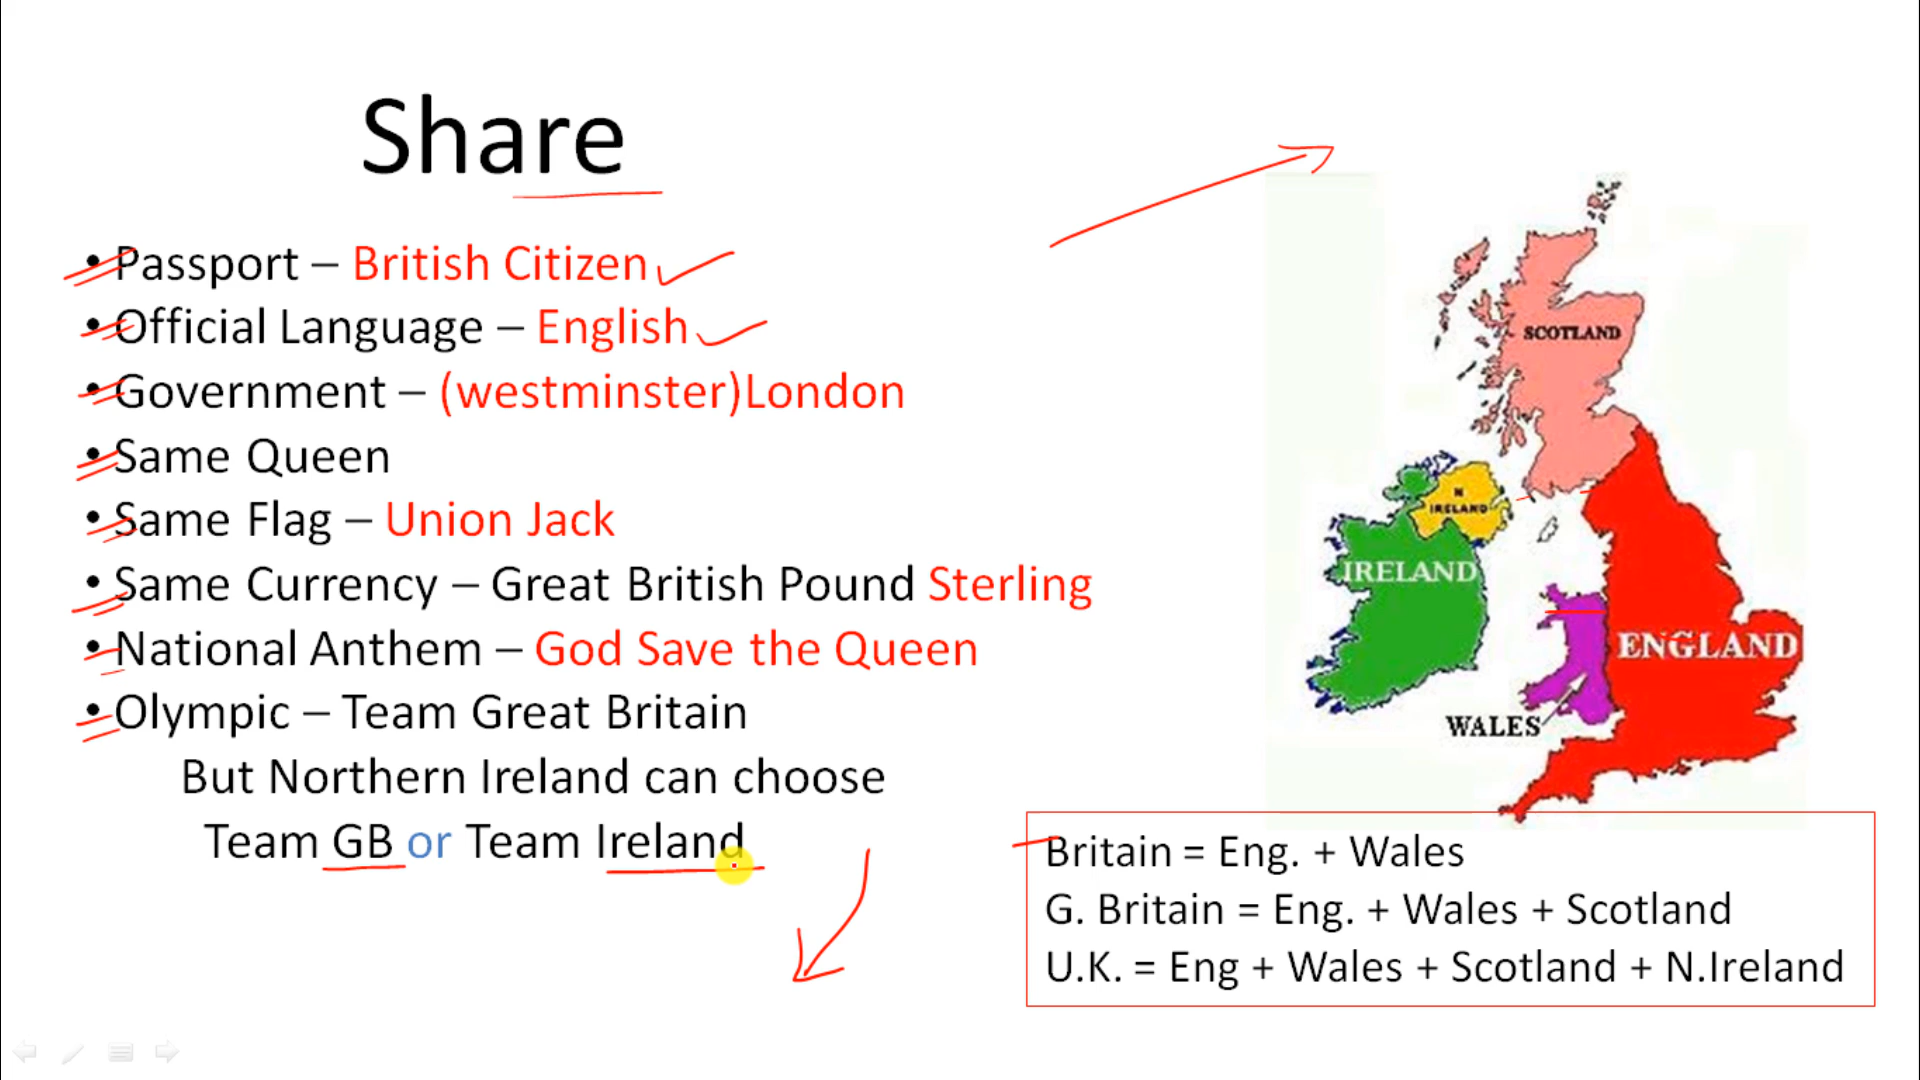 Share
• Passport – British Citizen
• Official Language – English
• Government – (westminster)London
• Same Queen
• Same Flag – Union Jack
• Same Currency – Great British Pound Sterling
• National Anthem – God Save the Queen
• Olympic – Team Great Britain
But Northern Ireland can choose
Team GB or Team Ireland
SCOTLAND
N
IRELAND
IRELAND
ENGLAND
WALES
Britain = Eng. + Wales
G. Britain = Eng. + Wales + Scotland
U.K. = Eng + Wales + Scotland + N.Ireland